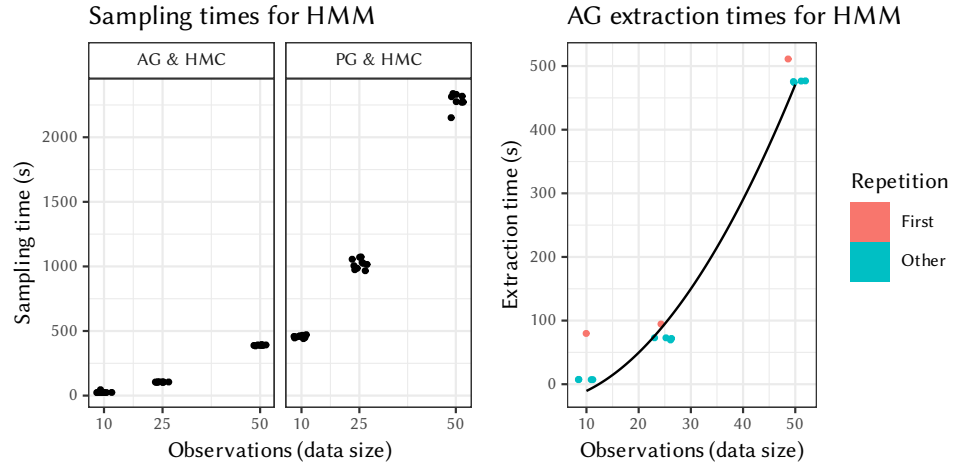 Sampling times for HMM
AG & HMC
PG & HMC
2000
1500
1000
500
0
Sampling time (s)
10
25
50
10
25
50
Observations (data size)
AG extraction times for HMM
500
400
300
200
100
0
Extraction time (s)
10
20
30
40
50
Observations (data size)
Repetition
First
Other